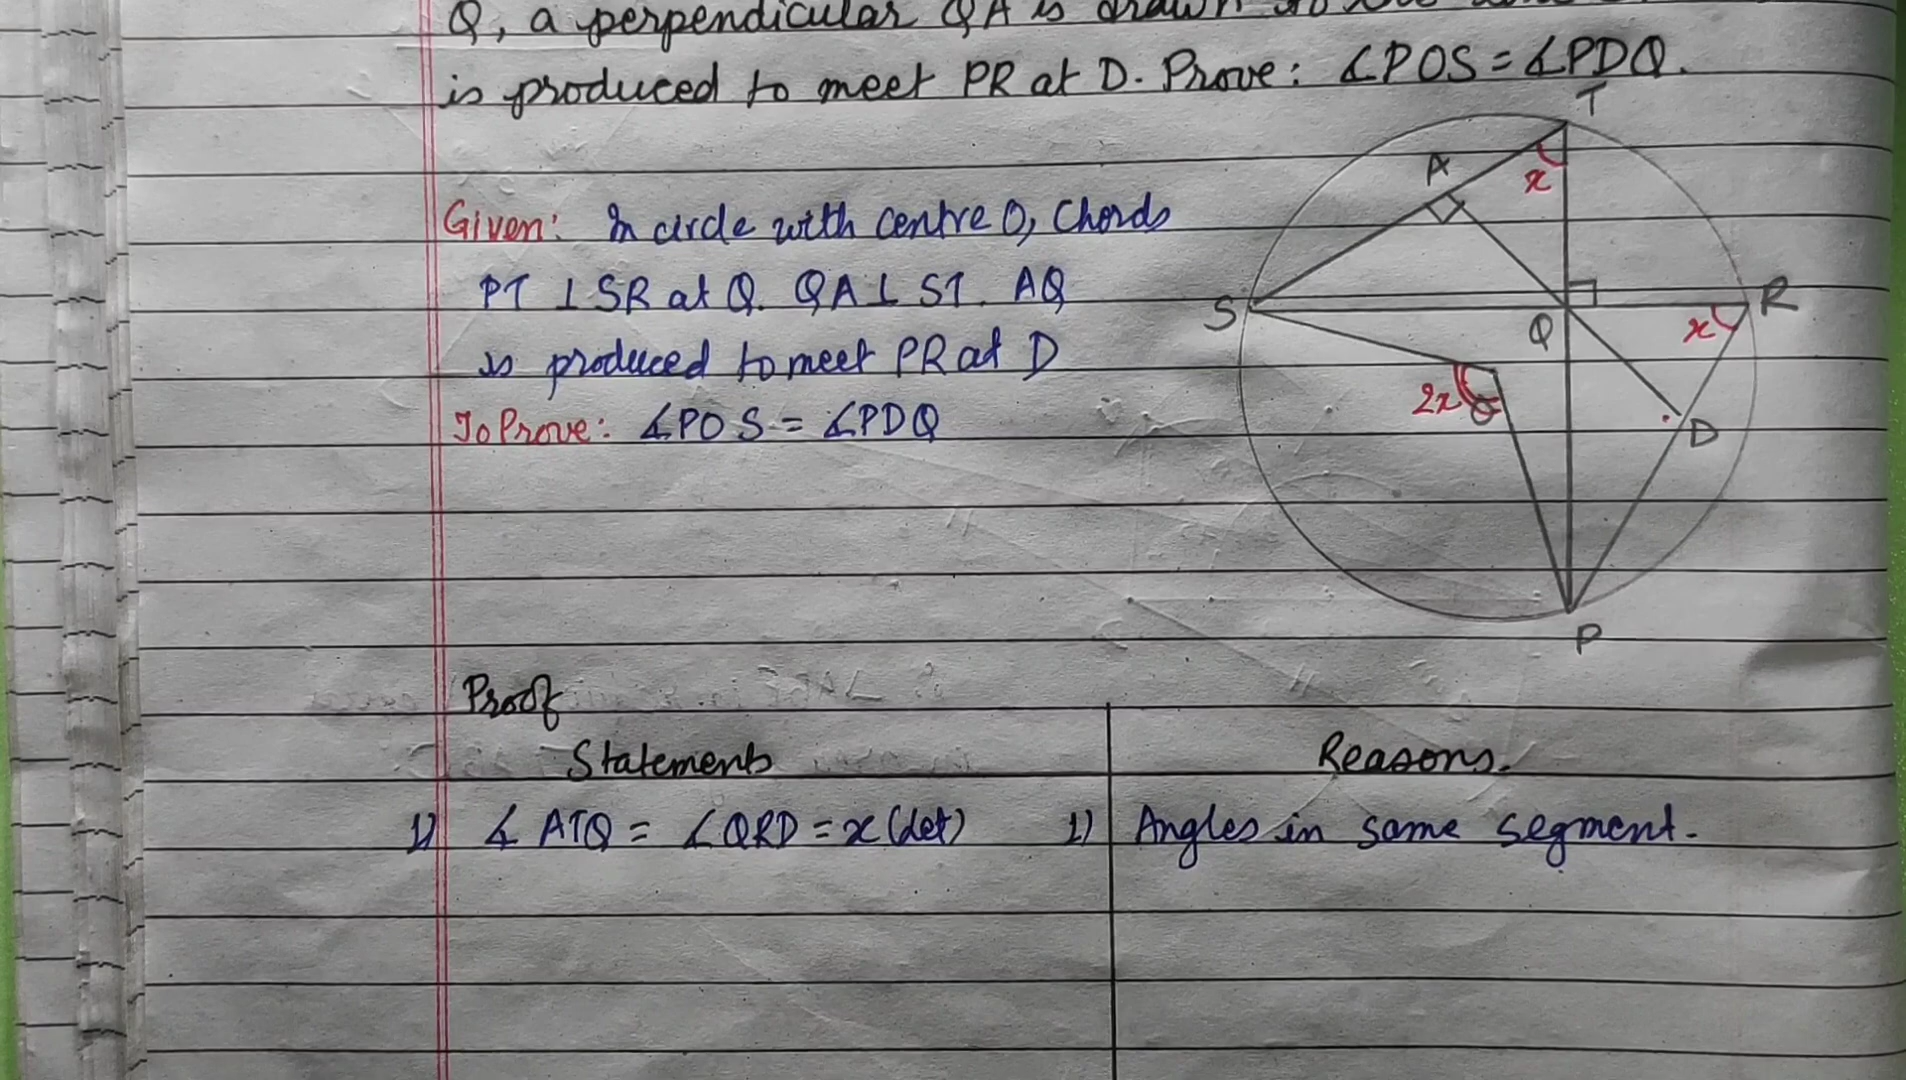 Q, a perpendicular QA is drawn
is produced to meet PR at D. Prove: ∡POS = ∡PDQ.
T
A
x
Given: In circle with centre O, Chords
PT ⊥ SR at Q. QA ⊥ ST. AQ
S
Q
R
x
is produced to meet PR at D
2x
O
D
To Prove: ∡POS = ∡PDQ
P
Proof
Statements
Reasons.
1) ∡ ATQ = ∠QRD = x (let)
1) Angles in same segment.